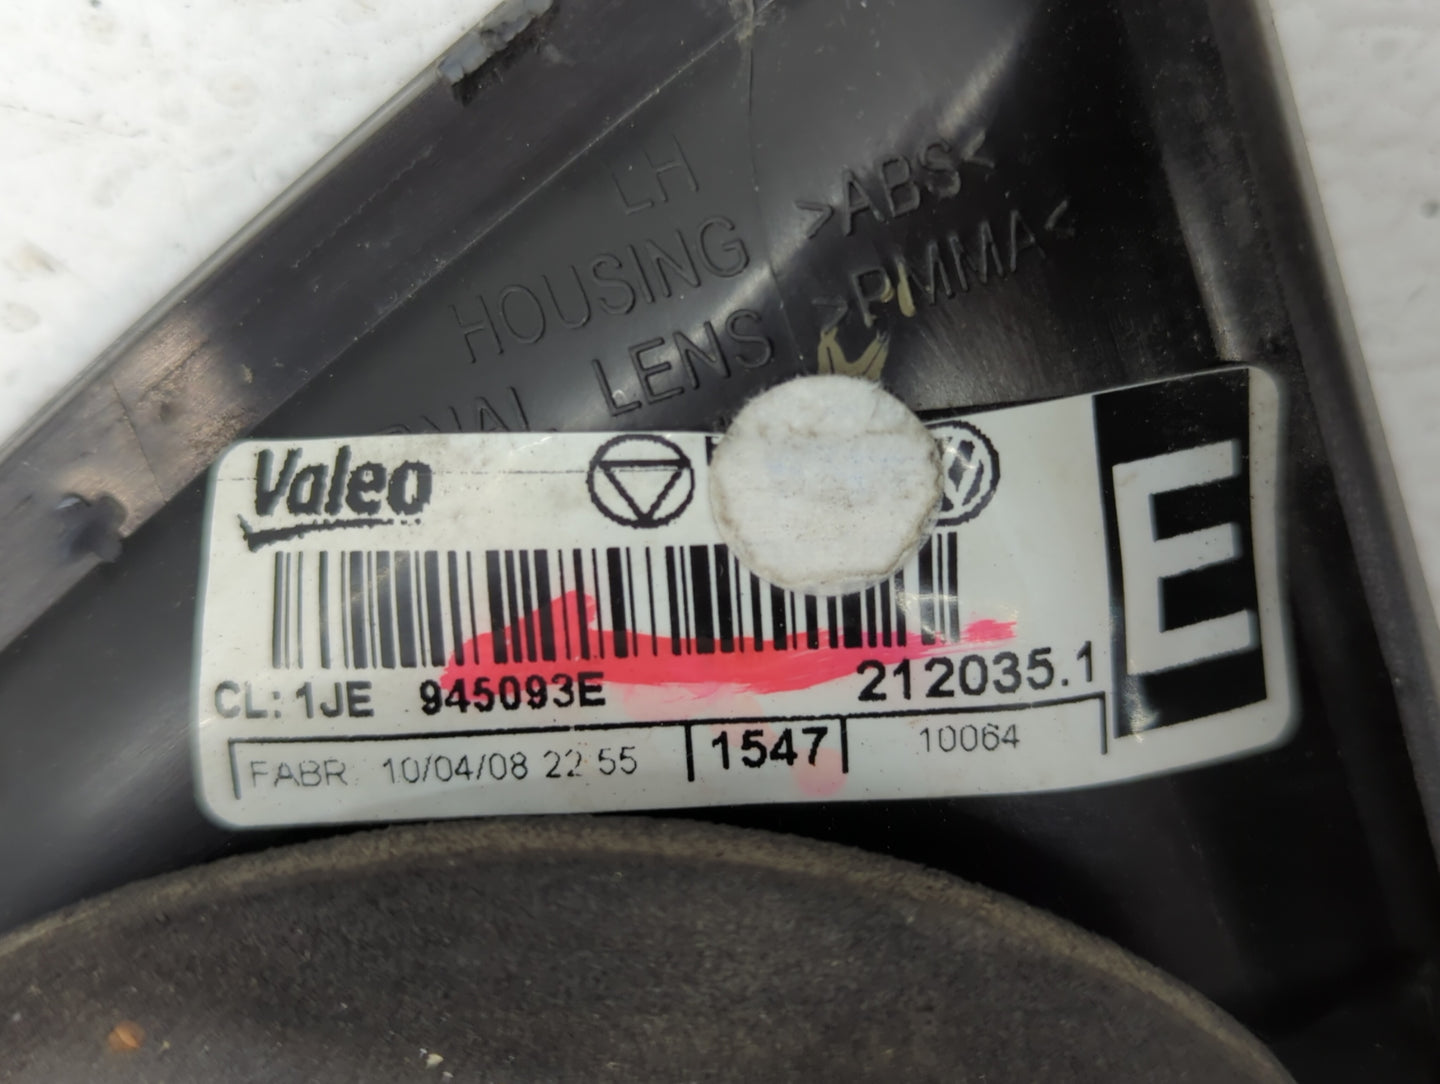 LH
HOUSING >ABS<
LENS >PMMA<
Valeo
E
CL: 1JE 945093E 212035.1
FABR. 10/04/08 22 55 1547 10064